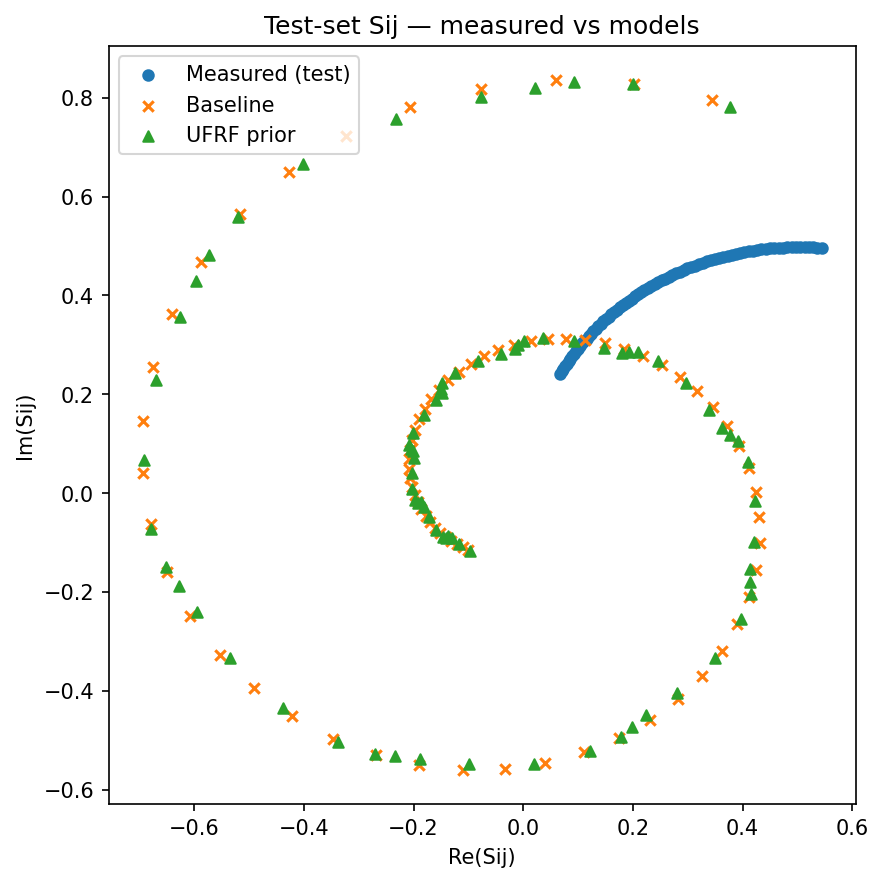 Test-set Sij — measured vs models
Measured (test)
Baseline
UFRF prior
Im(Sij)
0.8
0.6
0.4
0.2
0.0
−0.2
−0.4
−0.6
−0.6 −0.4 −0.2 0.0 0.2 0.4 0.6
Re(Sij)